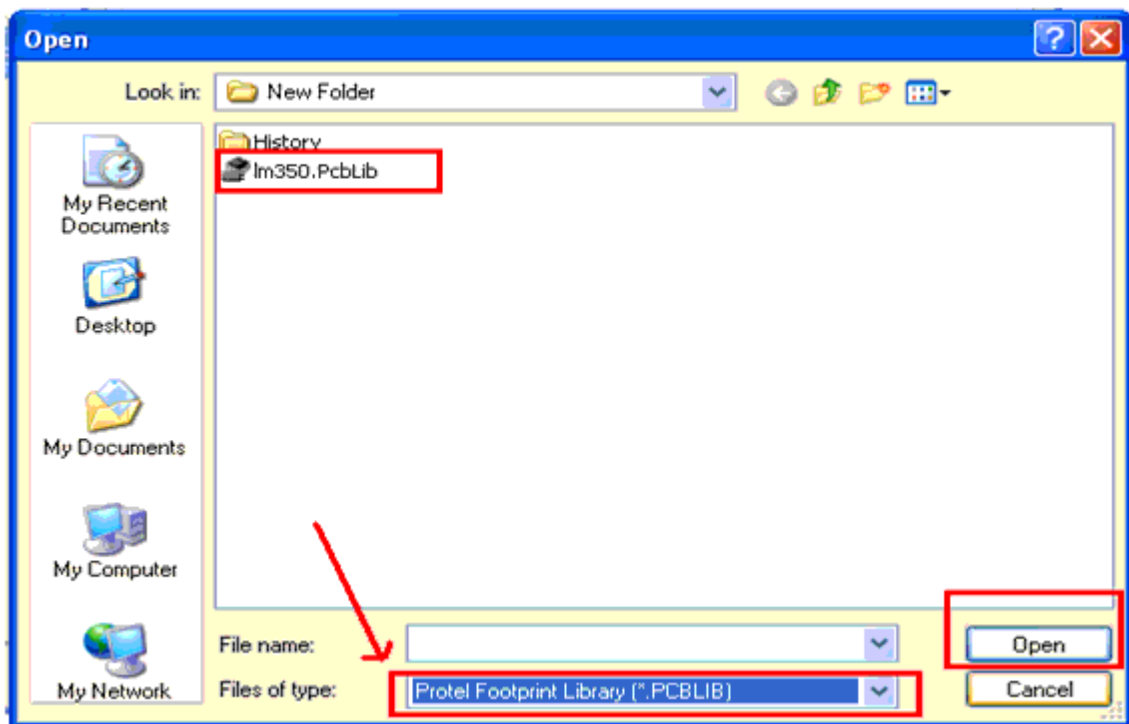 Open
Look in:
New Folder
History
lm350.PcbLib
My Recent
Documents
Desktop
My Documents
My Computer
My Network
File name:
Open
Files of type:
Protel Footprint Library (*.PCBLIB)
Cancel